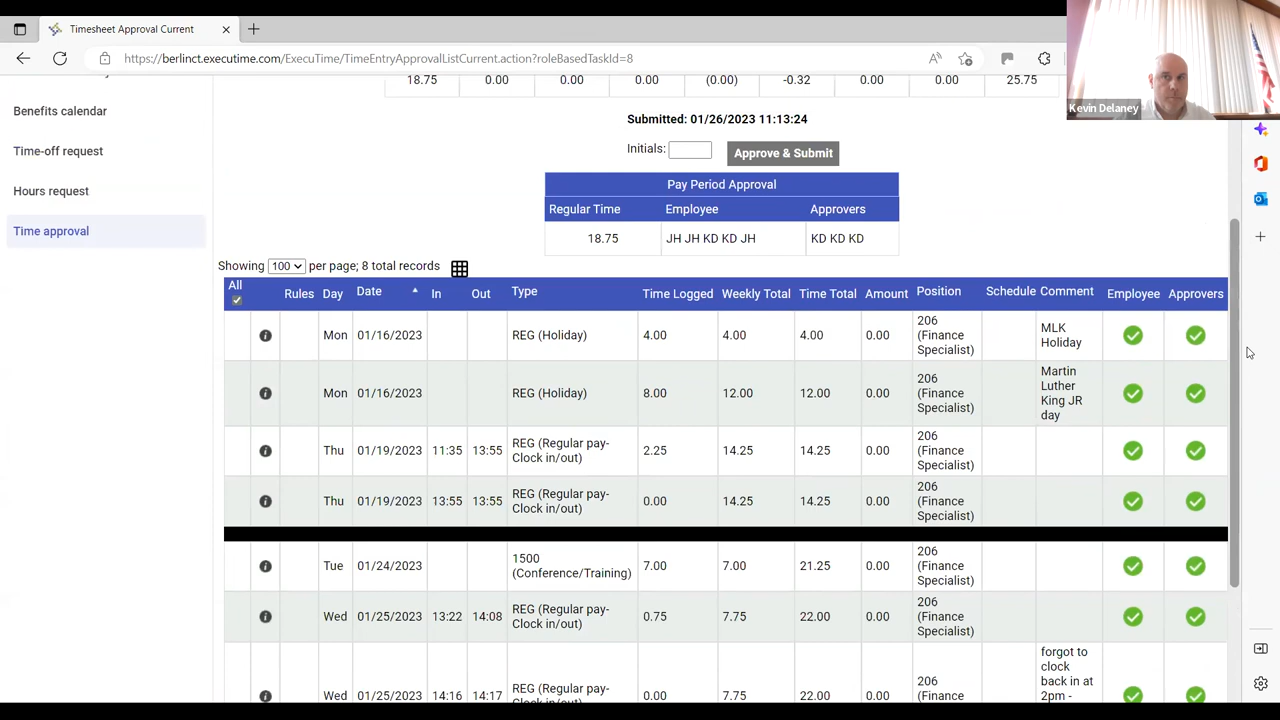 Timesheet Approval Current
https://berlinct.executime.com/ExecuTime/TimeEntryApprovalListCurrent.action?roleBasedTaskId=8
Kevin Delaney
Benefits calendar
Time-off request
Hours request
Time approval
18.75 0.00 0.00 0.00 (0.00) -0.32 0.00 0.00 25.75
Submitted: 01/26/2023 11:13:24
Initials: Approve & Submit
Pay Period Approval
Regular Time Employee Approvers
18.75 JH JH KD KD JH KD KD KD
Showing 100 per page; 8 total records
All Rules Day Date In Out Type Time Logged Weekly Total Time Total Amount Position Schedule Comment Employee Approvers
Mon 01/16/2023 REG (Holiday) 4.00 4.00 4.00 0.00
206
(Finance
Specialist)
MLK
Holiday
Mon 01/16/2023 REG (Holiday) 8.00 12.00 12.00 0.00
206
(Finance
Specialist)
Martin
Luther
King JR
day
Thu 01/19/2023 11:35 13:55
REG (Regular pay-
Clock in/out)
2.25 14.25 14.25 0.00
206
(Finance
Specialist)
Thu 01/19/2023 13:55 13:55
REG (Regular pay-
Clock in/out)
0.00 14.25 14.25 0.00
206
(Finance
Specialist)
Tue 01/24/2023
1500
(Conference/Training)
7.00 7.00 21.25 0.00
206
(Finance
Specialist)
Wed 01/25/2023 13:22 14:08
REG (Regular pay-
Clock in/out)
0.75 7.75 22.00 0.00
206
(Finance
Specialist)
Wed 01/25/2023 14:16 14:17
REG (Regular pay-
0.00 7.75 22.00 0.00
206
(Finance
forgot to
clock
back in at
2pm -